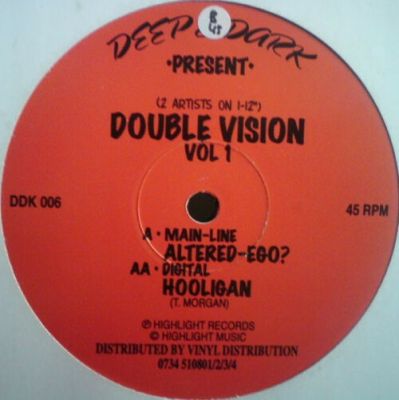 DEEP & DARK
•PRESENT•
(2 ARTISTS ON 1-12")
DOUBLE VISION
VOL 1
DDK 006
45 RPM
A • MAIN-LINE
ALTERED-EGO?
AA • DIGITAL
HOOLIGAN
(T. MORGAN)
℗ HIGHLIGHT RECORDS
© HIGHLIGHT MUSIC
DISTRIBUTED BY VINYL DISTRIBUTION
0734 510801/2/3/4